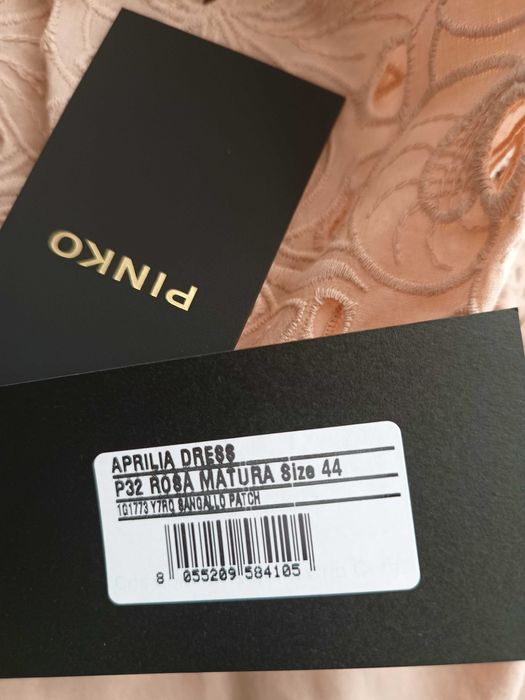 PINKO
APRILIA DRESS
P32 ROSA MATURA Size 44
1G1773 Y7RQ SANGALLO PATCH
8 055209 584105